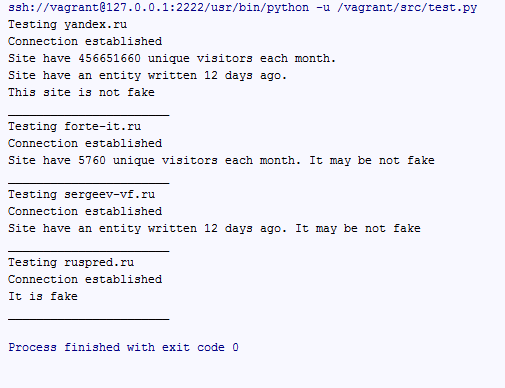 ssh://vagrant@127.0.0.1:2222/usr/bin/python -u /vagrant/src/test.py
Testing yandex.ru
Connection established
Site have 456651660 unique visitors each month.
Site have an entity written 12 days ago.
This site is not fake
_______________________
Testing forte-it.ru
Connection established
Site have 5760 unique visitors each month. It may be not fake
_______________________
Testing sergeev-vf.ru
Connection established
Site have an entity written 12 days ago. It may be not fake
_______________________
Testing ruspred.ru
Connection established
It is fake
_______________________
Process finished with exit code 0